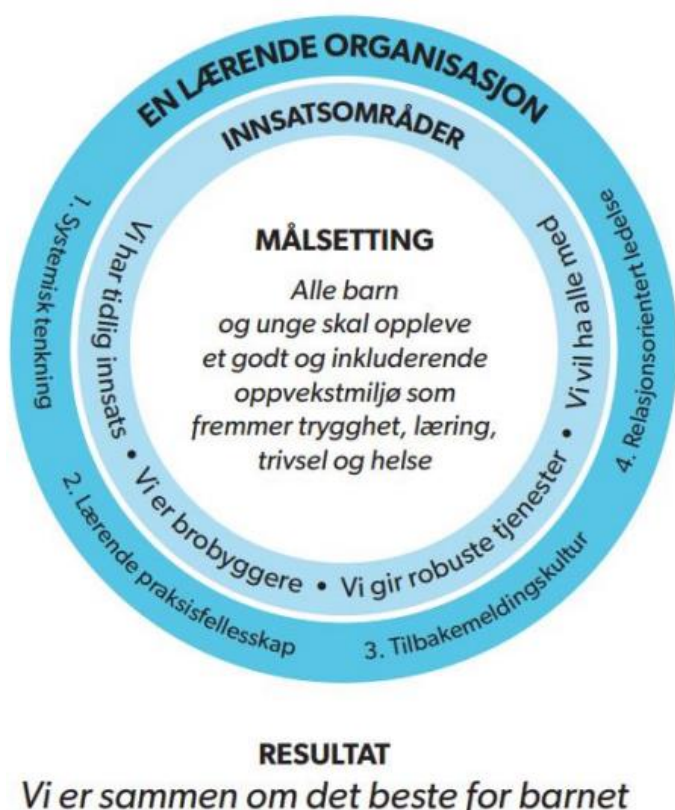 EN LÆRENDE ORGANISASJON
INNSATSOMRÅDER
1. Systemisk tenkning
2. Lærende praksisfellesskap
3. Tilbakemeldingskultur
4. Relasjonsorientert ledelse
Vi har tidlig innsats • Vi er brobyggere • Vi gir robuste tjenester • Vi vil ha alle med
MÅLSETTING
Alle barn
og unge skal oppleve
et godt og inkluderende
oppvekstmiljø som
fremmer trygghet, læring,
trivsel og helse
RESULTAT
Vi er sammen om det beste for barnet